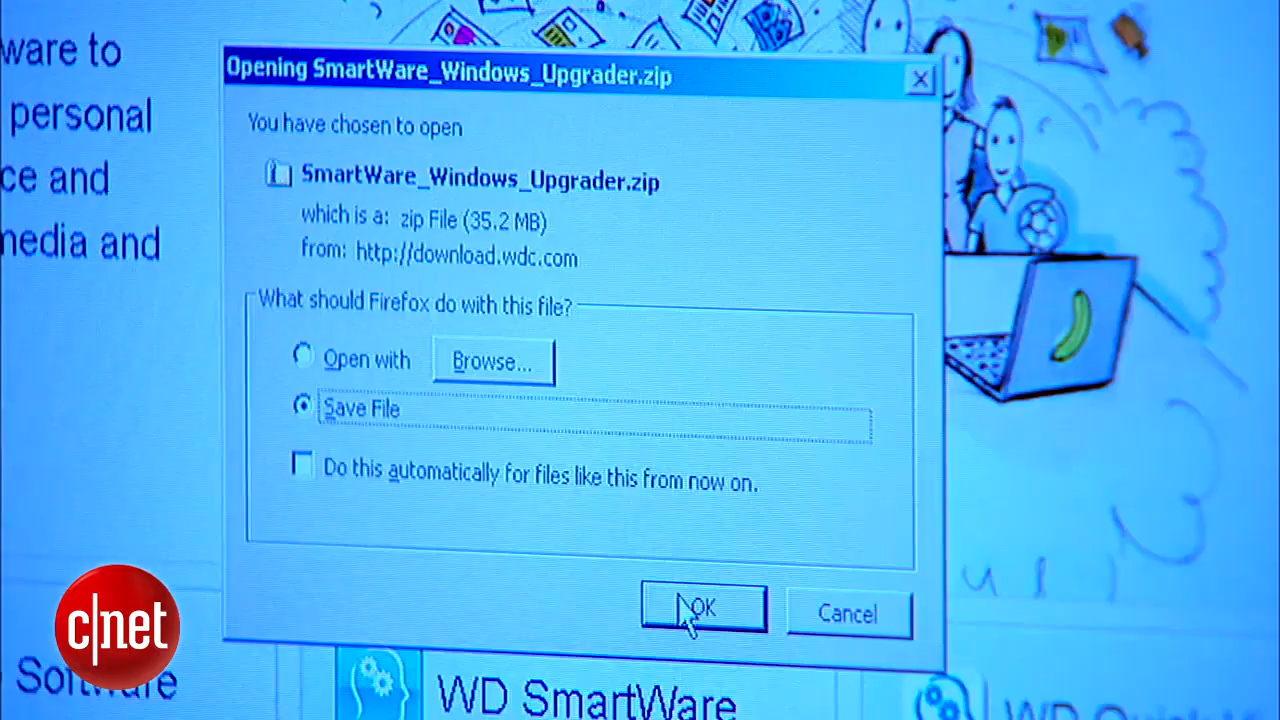 ware to
personal
ce and
media and
Opening SmartWare_Windows_Upgrader.zip
You have chosen to open
SmartWare_Windows_Upgrader.zip
which is a: zip File (35.2 MB)
from: http://download.wdc.com
What should Firefox do with this file?
Open with
Browse...
Save File
Do this automatically for files like this from now on.
OK
Cancel
c|net
Software
WD SmartWare
WD